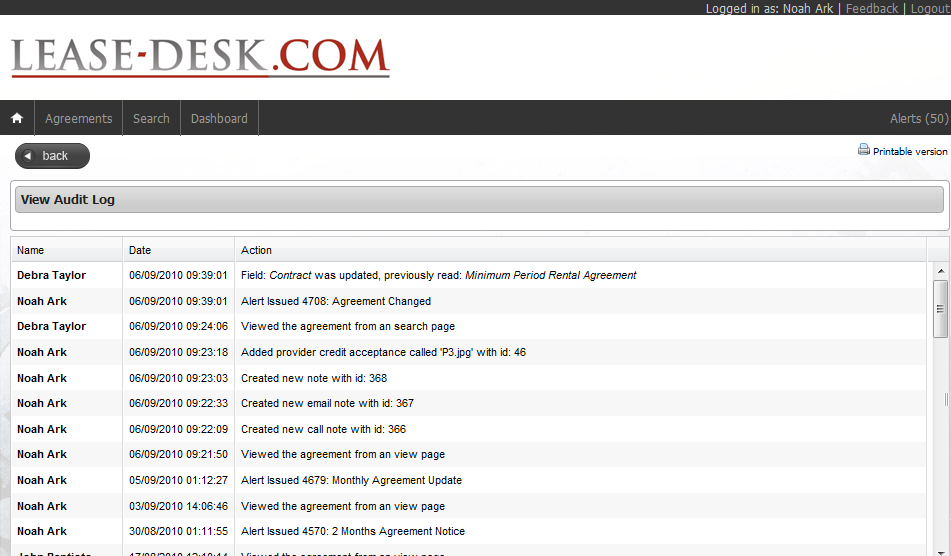 Logged in as: Noah Ark | Feedback | Logout
LEASE-DESK.COM
Agreements Search Dashboard Alerts (50)
back Printable version
View Audit Log
Name Date Action
Debra Taylor 06/09/2010 09:39:01 Field: Contract was updated, previously read: Minimum Period Rental Agreement
Noah Ark 06/09/2010 09:39:01 Alert Issued 4708: Agreement Changed
Debra Taylor 06/09/2010 09:24:06 Viewed the agreement from an search page
Noah Ark 06/09/2010 09:23:18 Added provider credit acceptance called 'P3.jpg' with id: 46
Noah Ark 06/09/2010 09:23:03 Created new note with id: 368
Noah Ark 06/09/2010 09:22:33 Created new email note with id: 367
Noah Ark 06/09/2010 09:22:09 Created new call note with id: 366
Noah Ark 06/09/2010 09:21:50 Viewed the agreement from an view page
Noah Ark 05/09/2010 01:12:27 Alert Issued 4679: Monthly Agreement Update
Noah Ark 03/09/2010 14:06:46 Viewed the agreement from an view page
Noah Ark 30/08/2010 01:11:55 Alert Issued 4570: 2 Months Agreement Notice